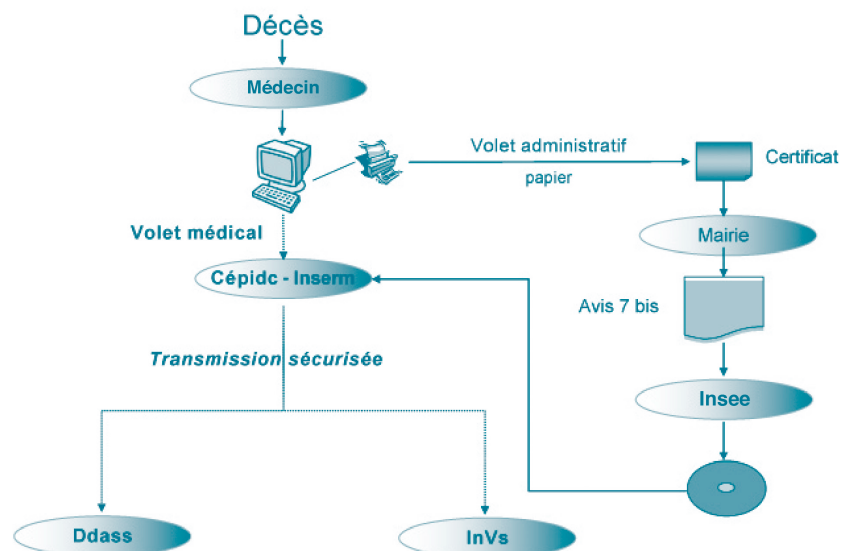 Décès
Médecin
Volet administratif
papier
Certificat
Volet médical
Mairie
Cépidc - Inserm
Avis 7 bis
Transmission sécurisée
Insee
Ddass
InVs